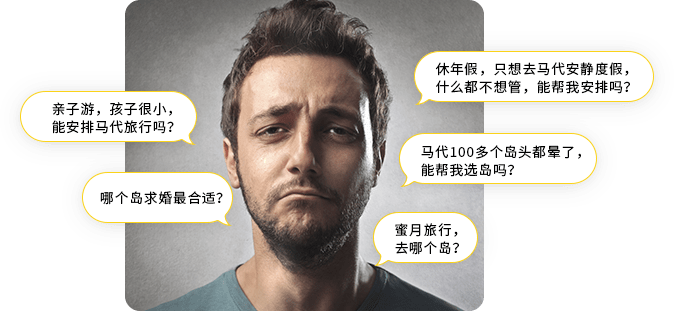 休年假，只想去马代安静度假，
什么都不想管，能帮我安排吗？
亲子游，孩子很小，
能安排马代旅行吗？
马代100多个岛头都晕了，
能帮我选岛吗？
哪个岛求婚最合适？
蜜月旅行，
去哪个岛？